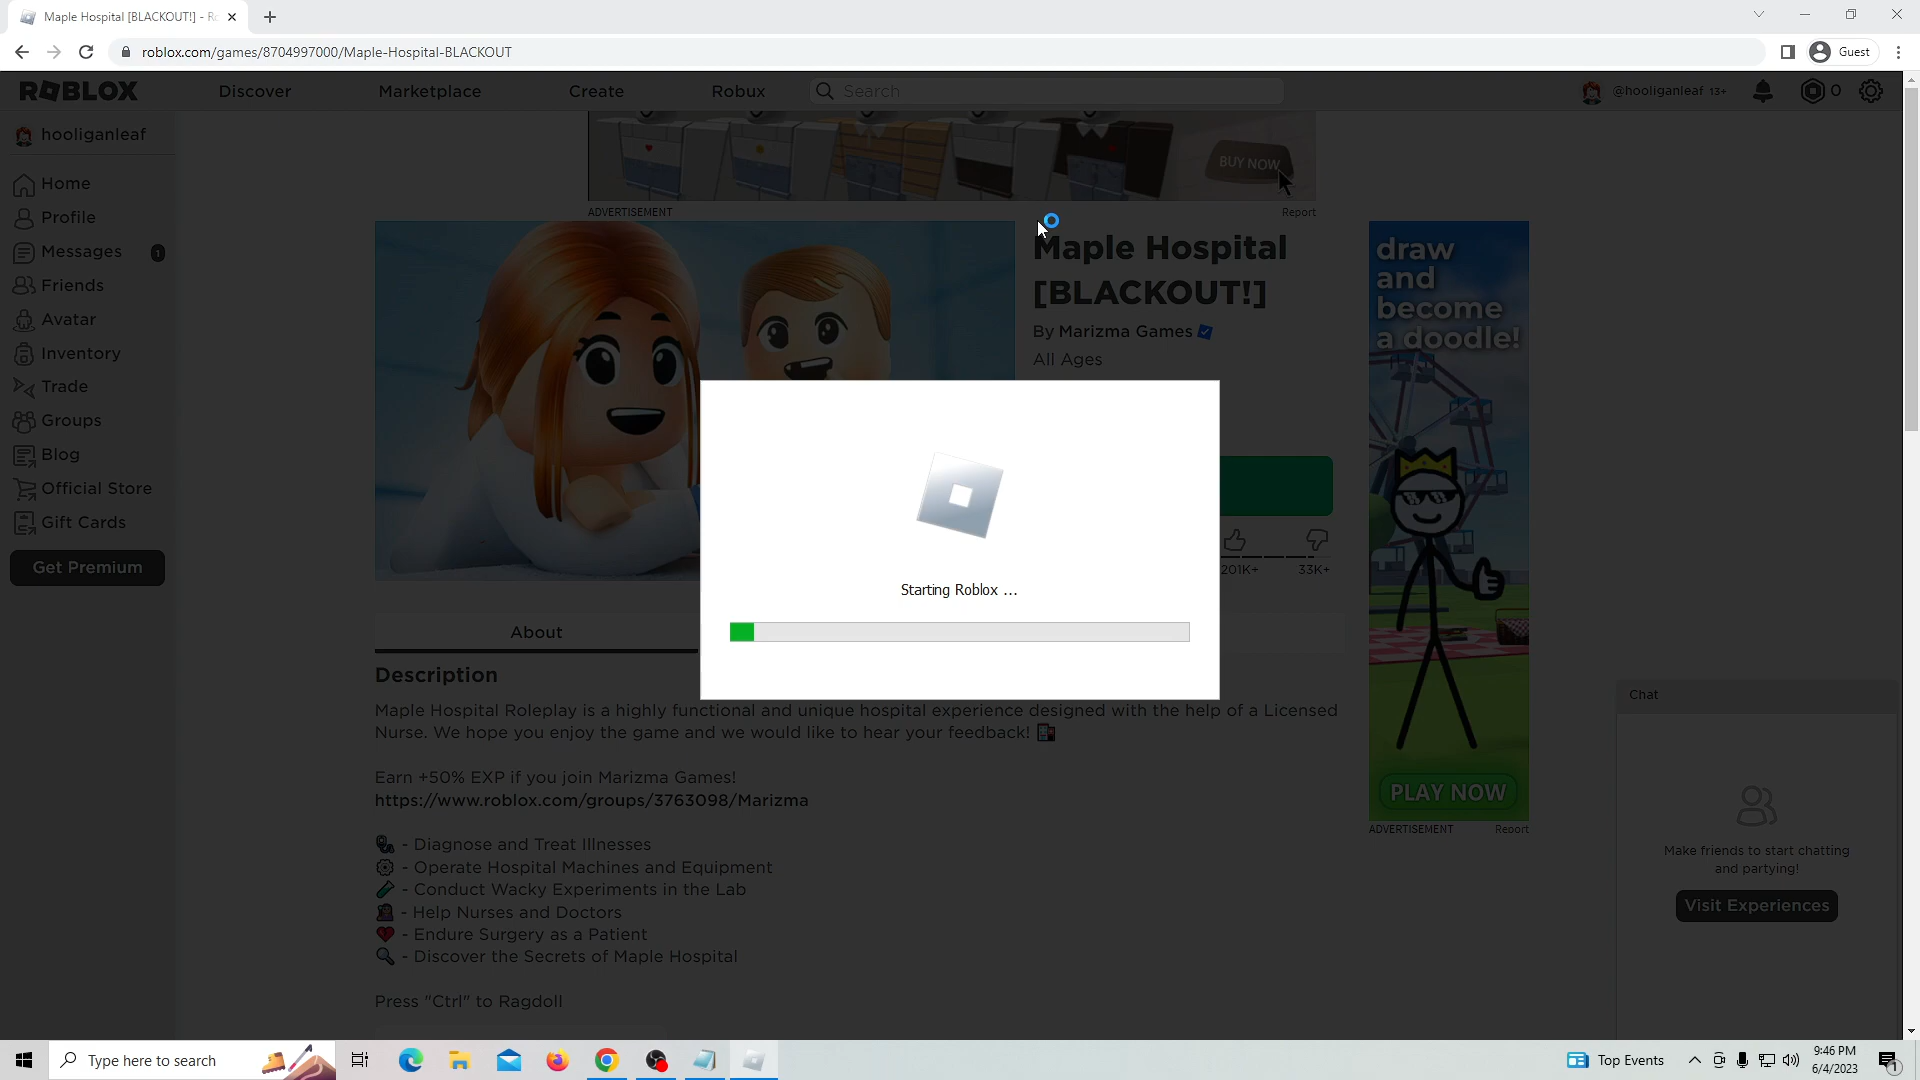 Maple Hospital [BLACKOUT!] - Ro
roblox.com/games/8704997000/Maple-Hospital-BLACKOUT
Guest
ROBLOX
Discover
Marketplace
Create
Robux
Search
@hooliganleaf 13+
0
hooliganleaf
Home
Profile
Messages
1
Friends
Avatar
Inventory
Trade
Groups
Blog
Official Store
Gift Cards
Get Premium
BUY NOW
ADVERTISEMENT
Report
Maple Hospital
[BLACKOUT!]
By Marizma Games
All Ages
201K+
33K+
Starting Roblox ...
About
Description
Maple Hospital Roleplay is a highly functional and unique hospital experience designed with the help of a Licensed
Nurse. We hope you enjoy the game and we would like to hear your feedback!
Earn +50% EXP if you join Marizma Games!
https://www.roblox.com/groups/3763098/Marizma
- Diagnose and Treat Illnesses
- Operate Hospital Machines and Equipment
- Conduct Wacky Experiments in the Lab
- Help Nurses and Doctors
- Endure Surgery as a Patient
- Discover the Secrets of Maple Hospital
Press "Ctrl" to Ragdoll
draw
and
become
a doodle!
PLAY NOW
ADVERTISEMENT
Report
Chat
Make friends to start chatting
and partying!
Visit Experiences
Type here to search
Top Events
9:46 PM
6/4/2023
1